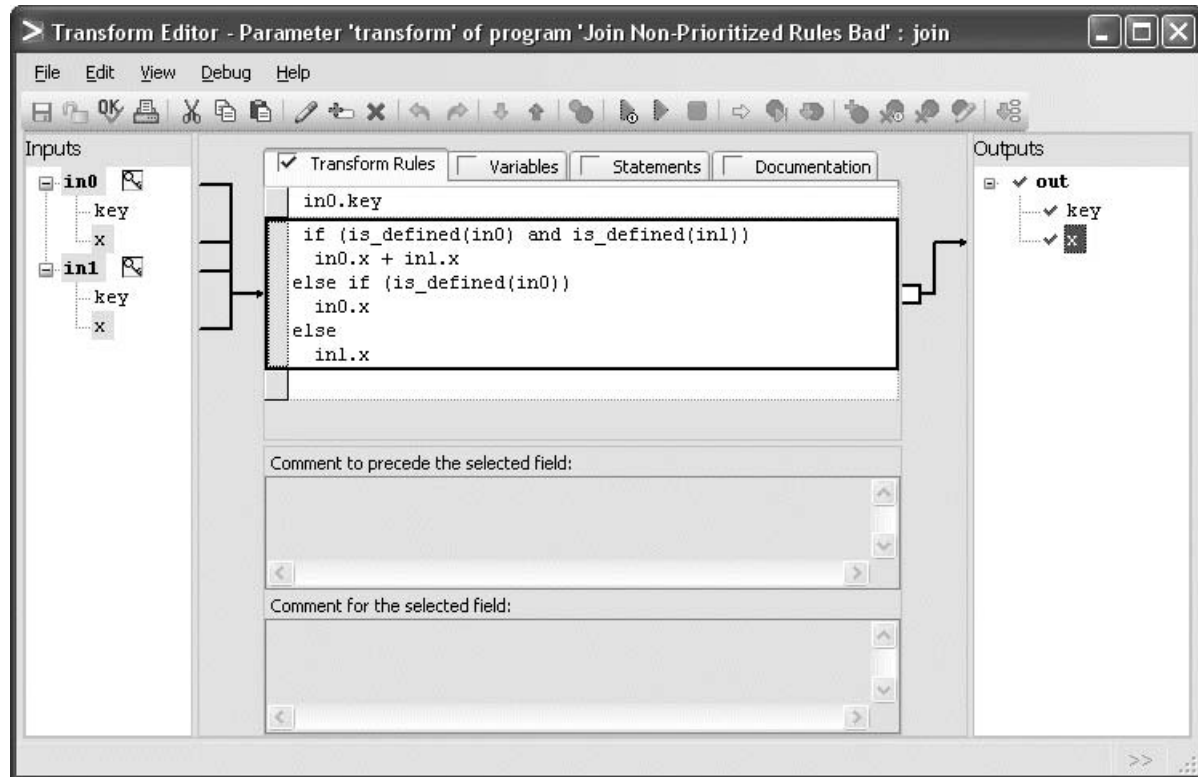 Transform Editor - Parameter 'transform' of program 'Join Non-Prioritized Rules Bad' : join
File Edit View Debug Help
OK
Inputs
in0
key
x
in1
key
x
Transform Rules Variables Statements Documentation
in0.key
if (is_defined(in0) and is_defined(in1))
in0.x + in1.x
else if (is_defined(in0))
in0.x
else
in1.x
Comment to precede the selected field:
Comment for the selected field:
Outputs
out
key
x
>>